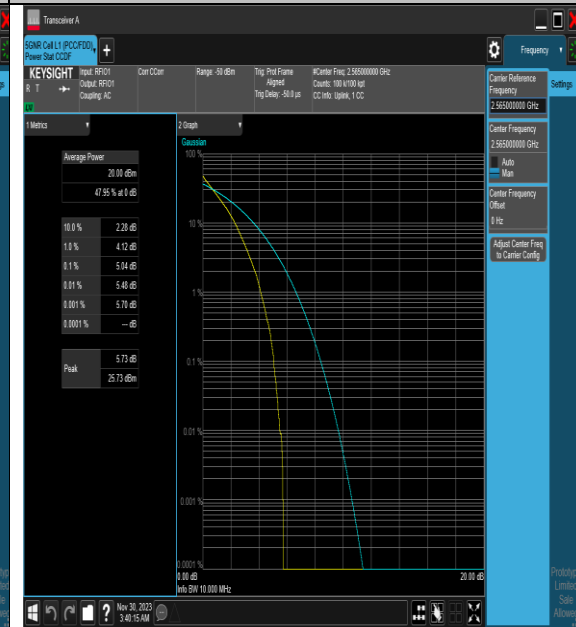 Transceiver A
5GNR Cell L1 (PCC/FDD),
Power Stat CCDF
+
Frequency
KEYSIGHT
R T
LW
Input: RFIO1
Output: RFIO1
Coupling: AC
Corr CCorr
Range: -50 dBm
Trig: Prot Frame
Aligned
Trig Delay: -50.0 µs
#Center Freq: 2.565000000 GHz
Counts: 100 k/100 kpt
CC Info: Uplink, 1 CC
Carrier Reference
Frequency
2.565000000 GHz
Settings
Center Frequency
2.565000000 GHz
Auto
Man
Center Frequency
Offset
0 Hz
Adjust Center Freq
to Carrier Config
1 Metrics
Average Power
20.00 dBm
47.95 % at 0 dB
10.0 % 2.28 dB
1.0 % 4.12 dB
0.1 % 5.04 dB
0.01 % 5.48 dB
0.001 % 5.70 dB
0.0001 % --- dB
Peak
5.73 dB
25.73 dBm
2 Graph
Gaussian
100 %
10 %
1 %
0.1 %
0.01 %
0.001 %
0.0001 %
0.00 dB
20.00 dB
Info BW 10.000 MHz
Nov 30, 2023
3:40:15 AM
?